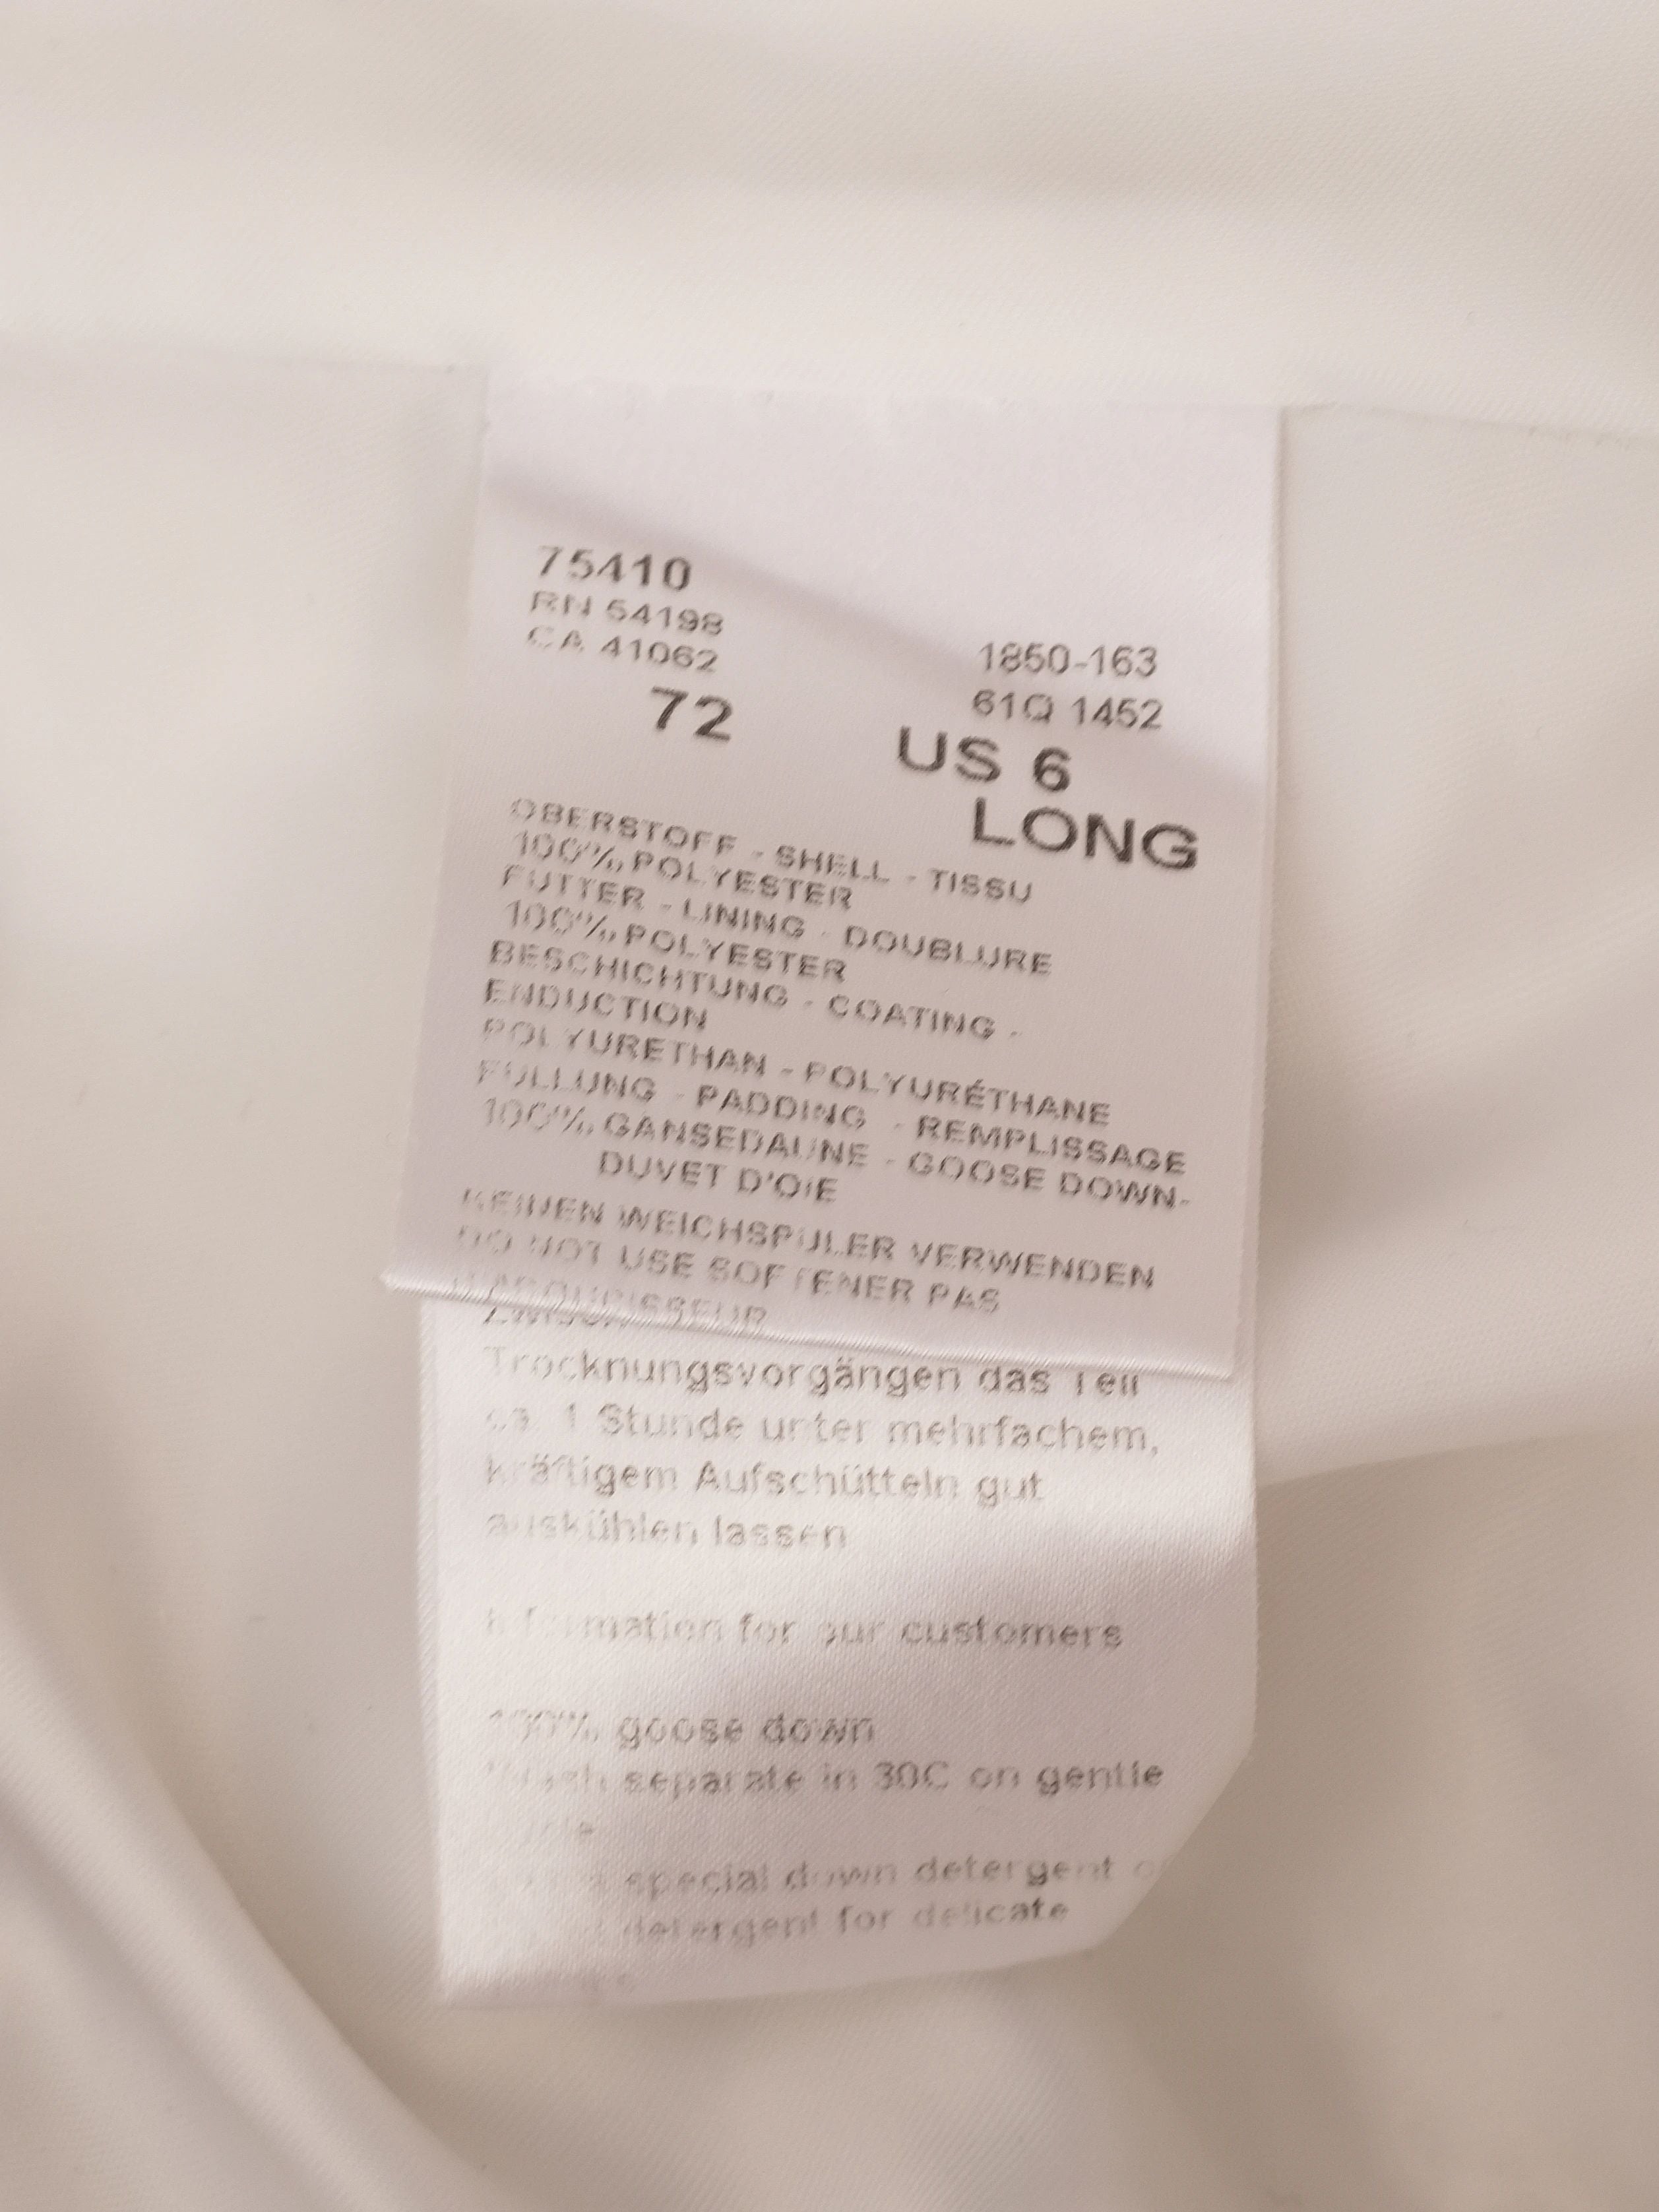 75410
RN 54198
CA 41062
1850-163
61Q 1452
72
US 6
LONG
OBERSTOFF - SHELL - TISSU
100% POLYESTER
FUTTER - LINING - DOUBLURE
100% POLYESTER
BESCHICHTUNG - COATING -
ENDUCTION
POLYURETHAN - POLYURÉTHANE
FULLUNG - PADDING - REMPLISSAGE
100% GANSEDAUNE - GOOSE DOWN-
DUVET D'OIE
KEINEN WEICHSPULER VERWENDEN
DO NOT USE SOFTENER PAS
Trocknungsvorgängen das Teil
ca. 1 Stunde unter mehrfachem,
kräftigem Aufschütteln gut
auskühlen lassen
Information for our customers
100% goose down
Wash separate in 30C on gentle
special down detergent
detergent for delicate